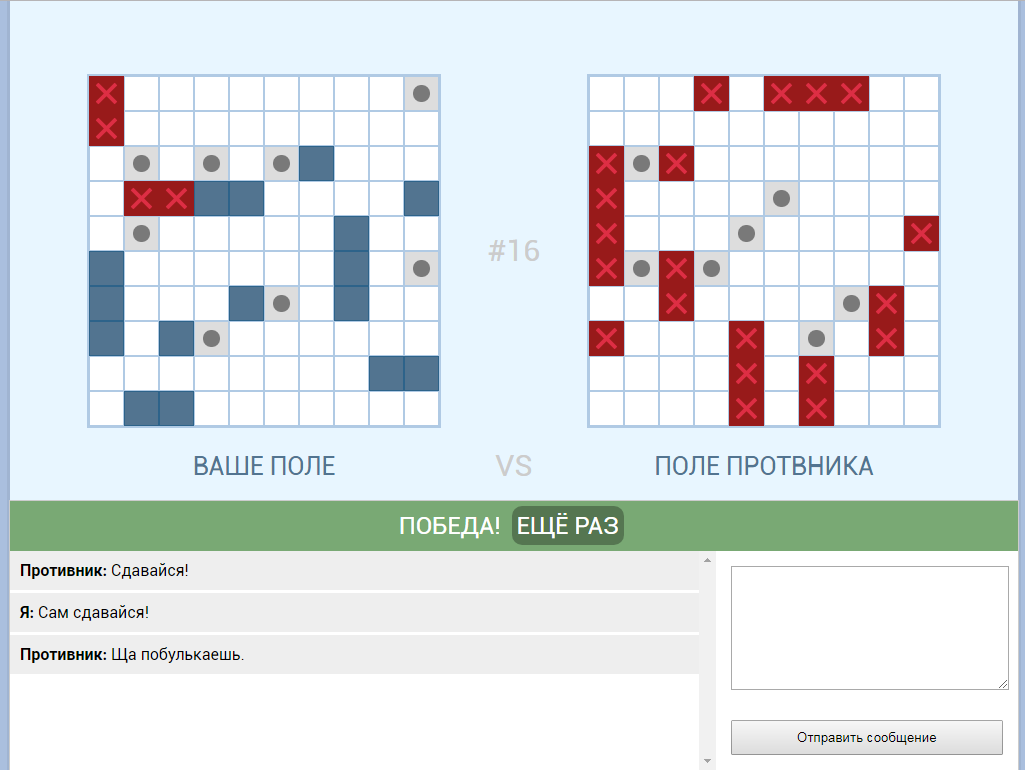 #16
ВАШЕ ПОЛЕ
VS
ПОЛЕ ПРОТВНИКА
ПОБЕДА! ЕЩЁ РАЗ
Противник: Сдавайся!
Я: Сам сдавайся!
Противник: Ща побулькаешь.
Отправить сообщение